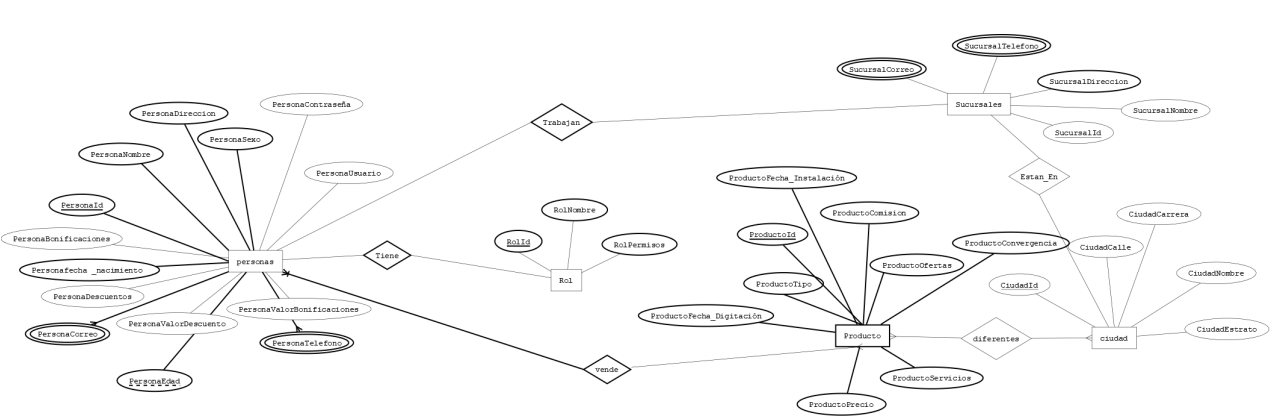 SucursalTelefono
SucursalCorreo
SucursalDireccion
Sucursales
SucursalNombre
SucursalId
PersonaContraseña
PersonaDireccion
PersonaSexo
Trabajan
PersonaNombre
PersonaUsuario
Estan_En
ProductoFecha_Instalación
PersonaId
RolNombre
ProductoComision
CiudadCarrera
PersonaBonificaciones
RolId
RolPermisos
ProductoId
ProductoConvergencia
CiudadCalle
personas
Tiene
Personafecha _nacimiento
ProductoOfertas
CiudadNombre
Rol
ProductoTipo
CiudadId
PersonaDescuentos
PersonaValorBonificaciones
ProductoFecha_Digitación
PersonaCorreo
PersonaValorDescuento
PersonaTelefono
Producto
diferentes
ciudad
CiudadEstrato
vende
PersonaEdad
ProductoServicios
ProductoPrecio